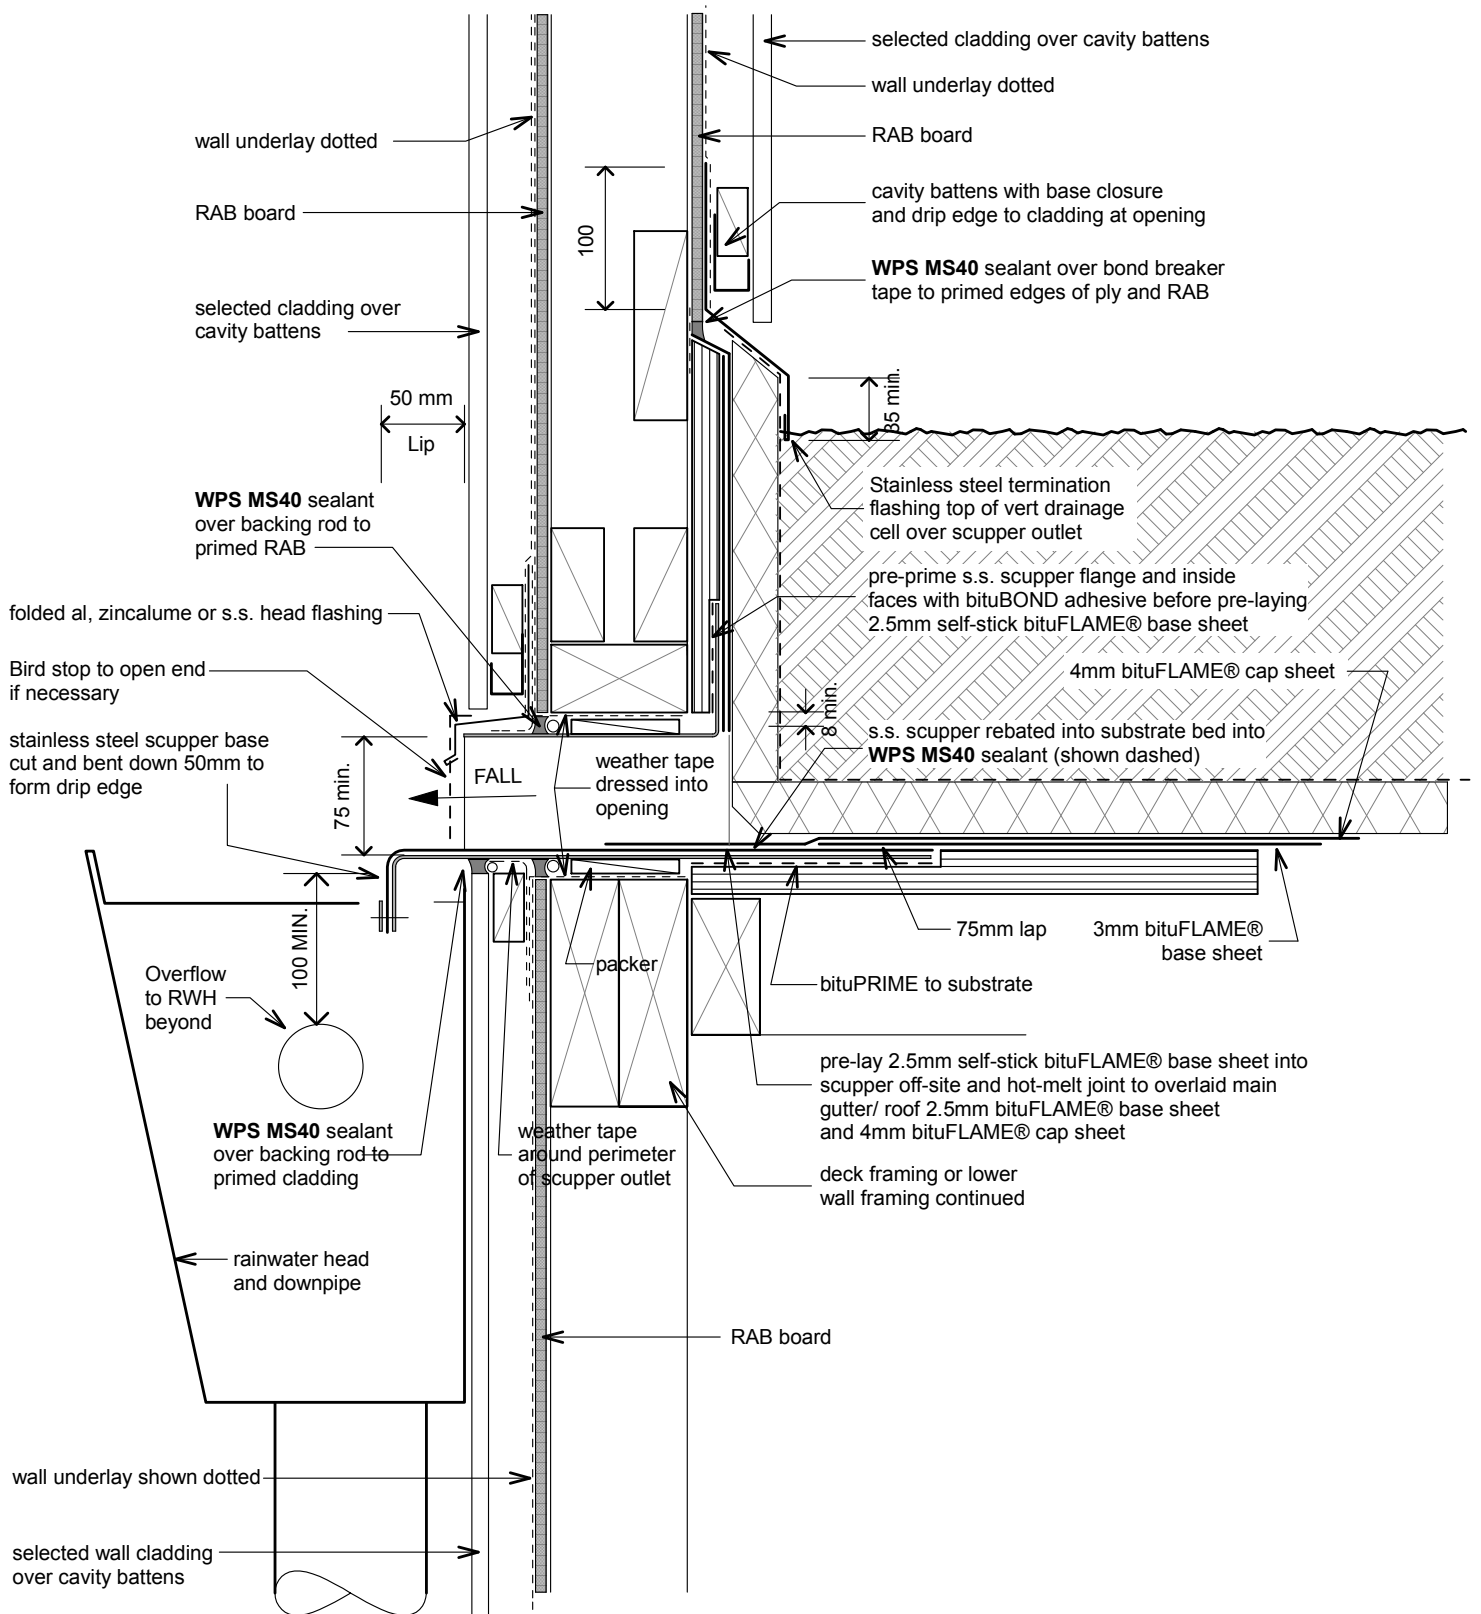 selected cladding over cavity battens
wall underlay dotted
RAB board
cavity battens with base closure
and drip edge to cladding at opening
WPS MS40 sealant over bond breaker
tape to primed edges of ply and RAB
wall underlay dotted
RAB board
selected cladding over
cavity battens
100
50 mm
Lip
35 min.
WPS MS40 sealant
over backing rod to
primed RAB
Stainless steel termination
flashing top of vert drainage
cell over scupper outlet
pre-prime s.s. scupper flange and inside
faces with bituBOND adhesive before pre-laying
2.5mm self-stick bituFLAME® base sheet
folded al, zincalume or s.s. head flashing
Bird stop to open end
if necessary
4mm bituFLAME® cap sheet
8 min.
s.s. scupper rebated into substrate bed into
WPS MS40 sealant (shown dashed)
stainless steel scupper base
cut and bent down 50mm to
form drip edge
75 min.
FALL
weather tape
dressed into
opening
75mm lap
3mm bituFLAME®
base sheet
100 MIN.
packer
bituPRIME to substrate
Overflow
to RWH
beyond
pre-lay 2.5mm self-stick bituFLAME® base sheet into
scupper off-site and hot-melt joint to overlaid main
gutter/ roof 2.5mm bituFLAME® base sheet
and 4mm bituFLAME® cap sheet
WPS MS40 sealant
over backing rod to
primed cladding
weather tape
around perimeter
of scupper outlet
deck framing or lower
wall framing continued
rainwater head
and downpipe
RAB board
wall underlay shown dotted
selected wall cladding
over cavity battens